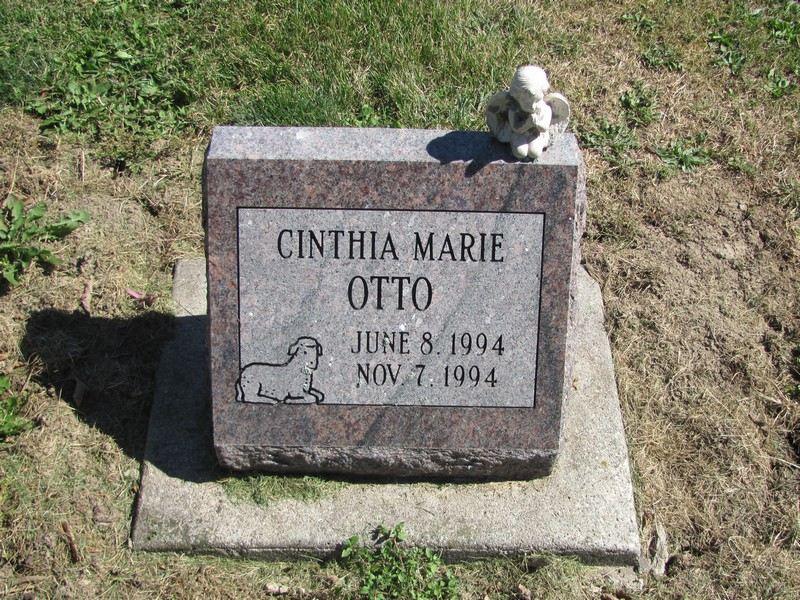 CINTHIA MARIE
OTTO
JUNE 8. 1994
NOV. 7. 1994